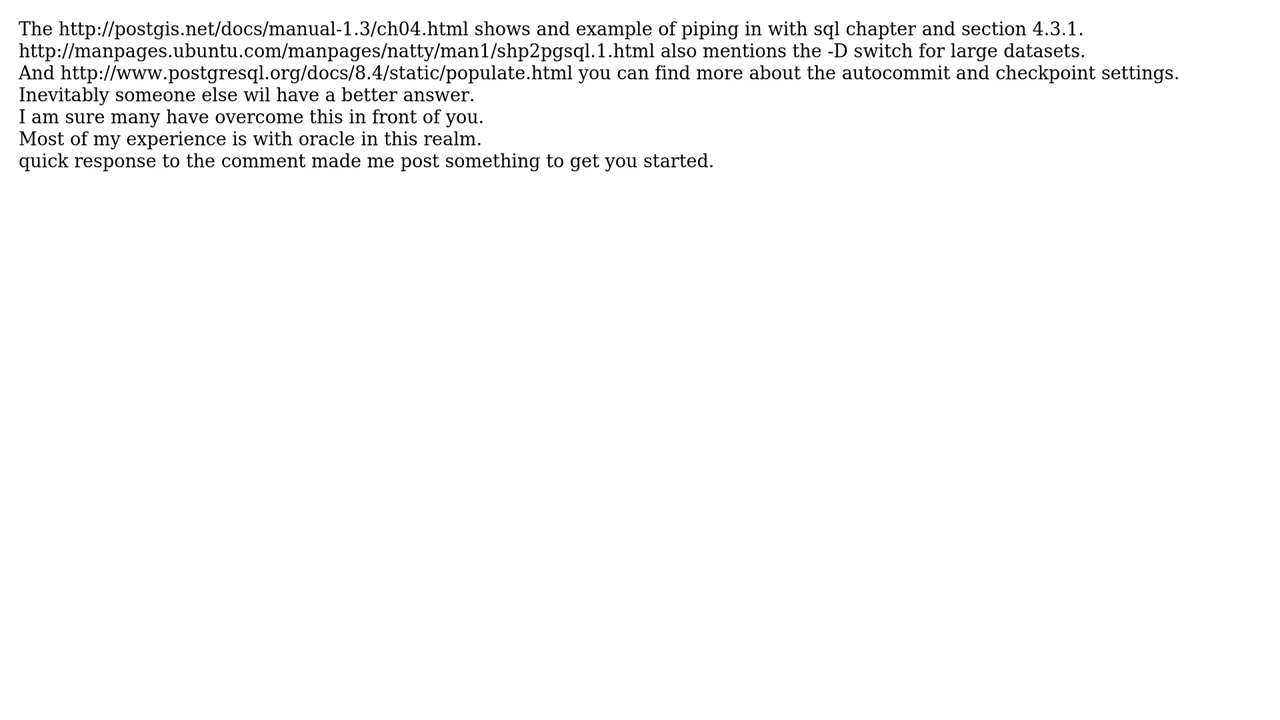 The http://postgis.net/docs/manual-1.3/ch04.html shows and example of piping in with sql chapter and section 4.3.1.
http://manpages.ubuntu.com/manpages/natty/man1/shp2pgsql.1.html also mentions the -D switch for large datasets.
And http://www.postgresql.org/docs/8.4/static/populate.html you can find more about the autocommit and checkpoint settings.
Inevitably someone else wil have a better answer.
I am sure many have overcome this in front of you.
Most of my experience is with oracle in this realm.
quick response to the comment made me post something to get you started.